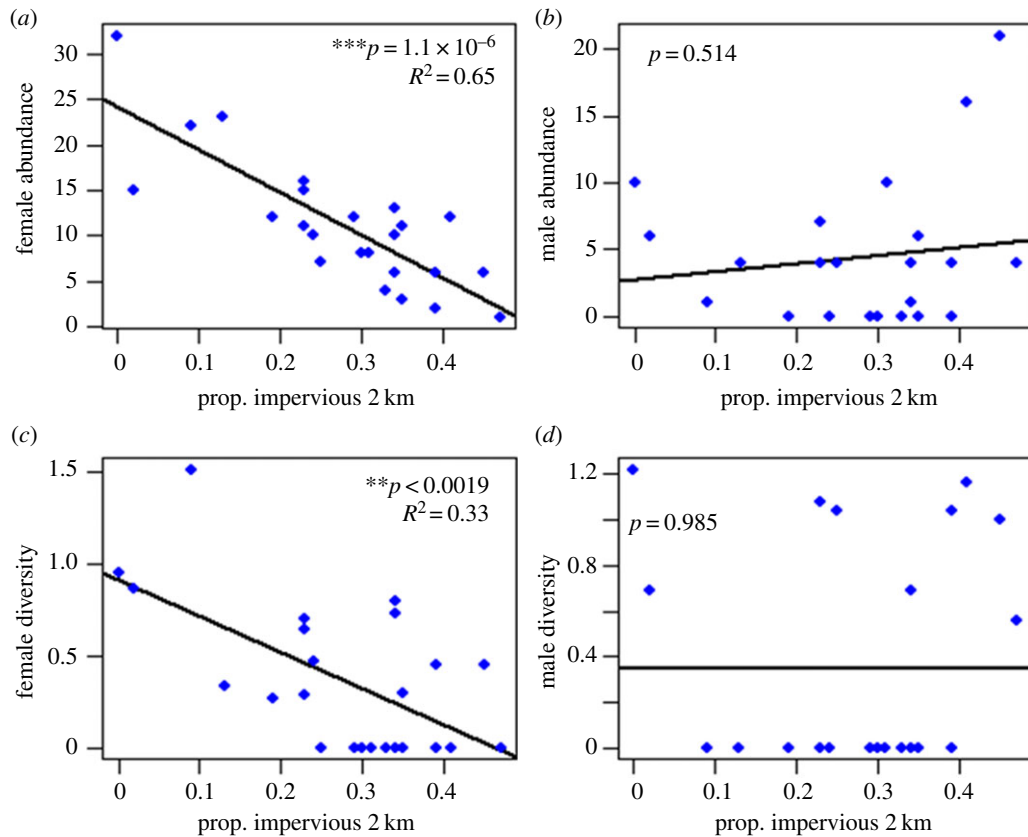 (a)
***p = 1.1 × 10⁻⁶
R² = 0.65
30
25
20
15
10
5
0
female abundance
0 0.1 0.2 0.3 0.4
prop. impervious 2 km
(b)
p = 0.514
20
15
10
5
0
male abundance
0 0.1 0.2 0.3 0.4
prop. impervious 2 km
(c)
**p < 0.0019
R² = 0.33
1.5
1.0
0.5
0
female diversity
0 0.1 0.2 0.3 0.4
prop. impervious 2 km
(d)
p = 0.985
1.2
0.8
0.4
0
male diversity
0 0.1 0.2 0.3 0.4
prop. impervious 2 km